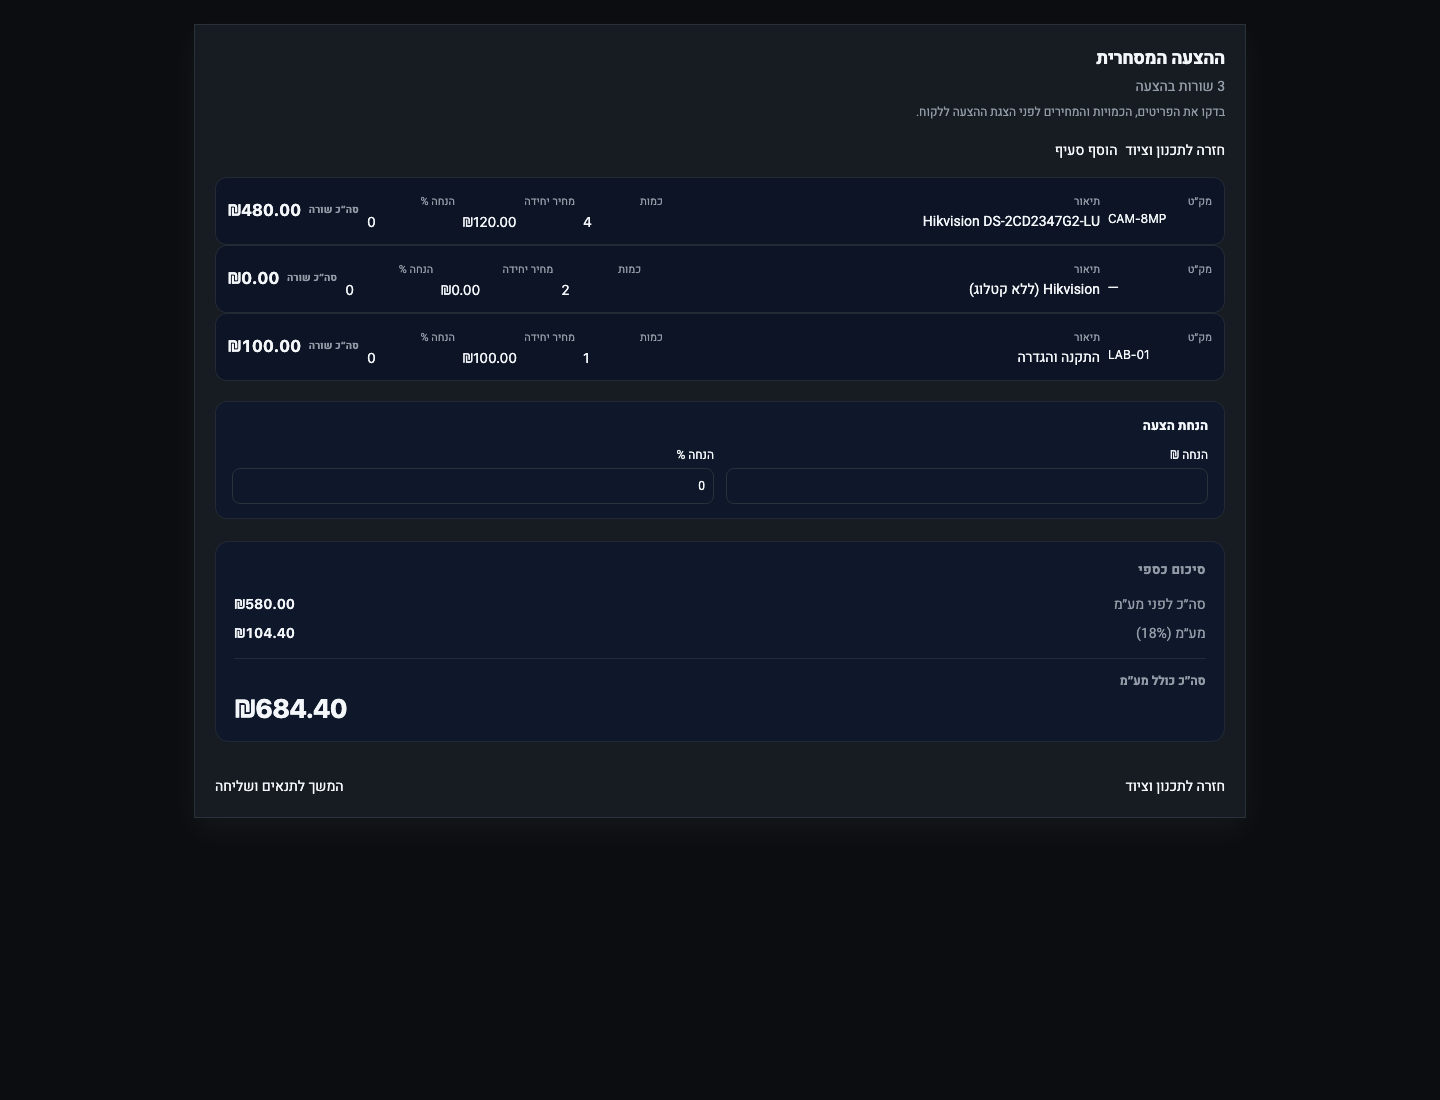 ההצעה המסחרית
3 שורות בהצעה
בדקו את הפריטים, הכמויות והמחירים לפני הצגת ההצעה ללקוח.
חזרה לתכנון וציוד הוסף סעיף
מק״ט תיאור כמות מחיר יחידה הנחה %
CAM-8MP Hikvision DS-2CD2347G2-LU 4 ₪120.00 0 סה״כ שורה ₪480.00
מק״ט תיאור כמות מחיר יחידה הנחה %
— Hikvision (ללא קטלוג) 2 ₪0.00 0 סה״כ שורה ₪0.00
מק״ט תיאור כמות מחיר יחידה הנחה %
LAB-01 התקנה והגדרה 1 ₪100.00 0 סה״כ שורה ₪100.00
הנחת הצעה
הנחה ₪ הנחה %
0
סיכום כספי
סה״כ לפני מע״מ ₪580.00
מע״מ (18%) ₪104.40
סה״כ כולל מע״מ
₪684.40
חזרה לתכנון וציוד המשך לתנאים ושליחה